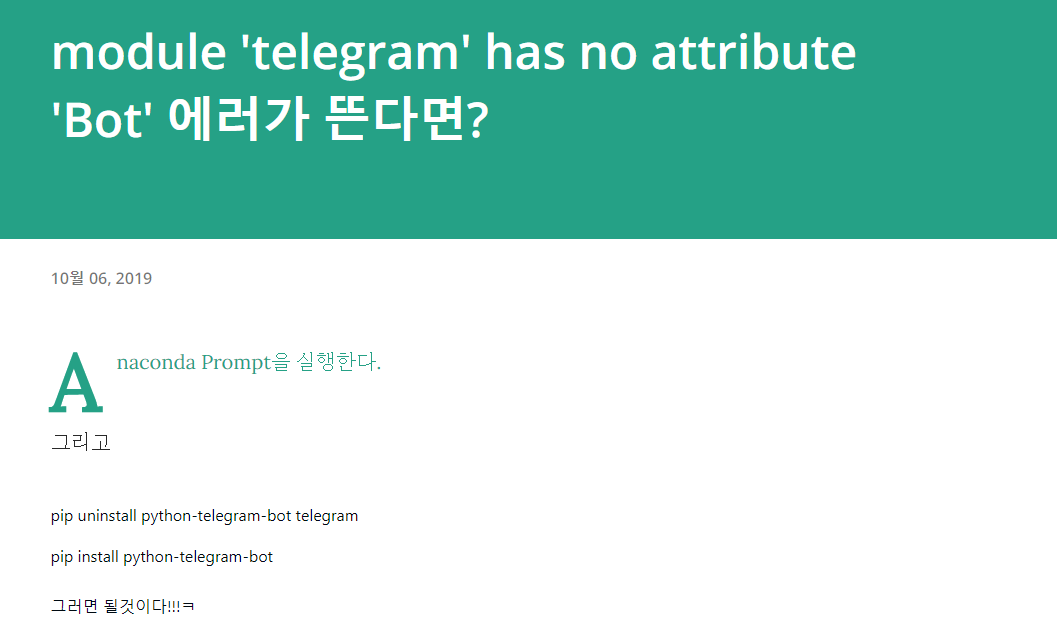 module 'telegram' has no attribute
'Bot' 에러가 뜬다면?
10월 06, 2019
Anaconda Prompt을 실행한다.
그리고
pip uninstall python-telegram-bot telegram
pip install python-telegram-bot
그러면 될것이다!!!ㅋ